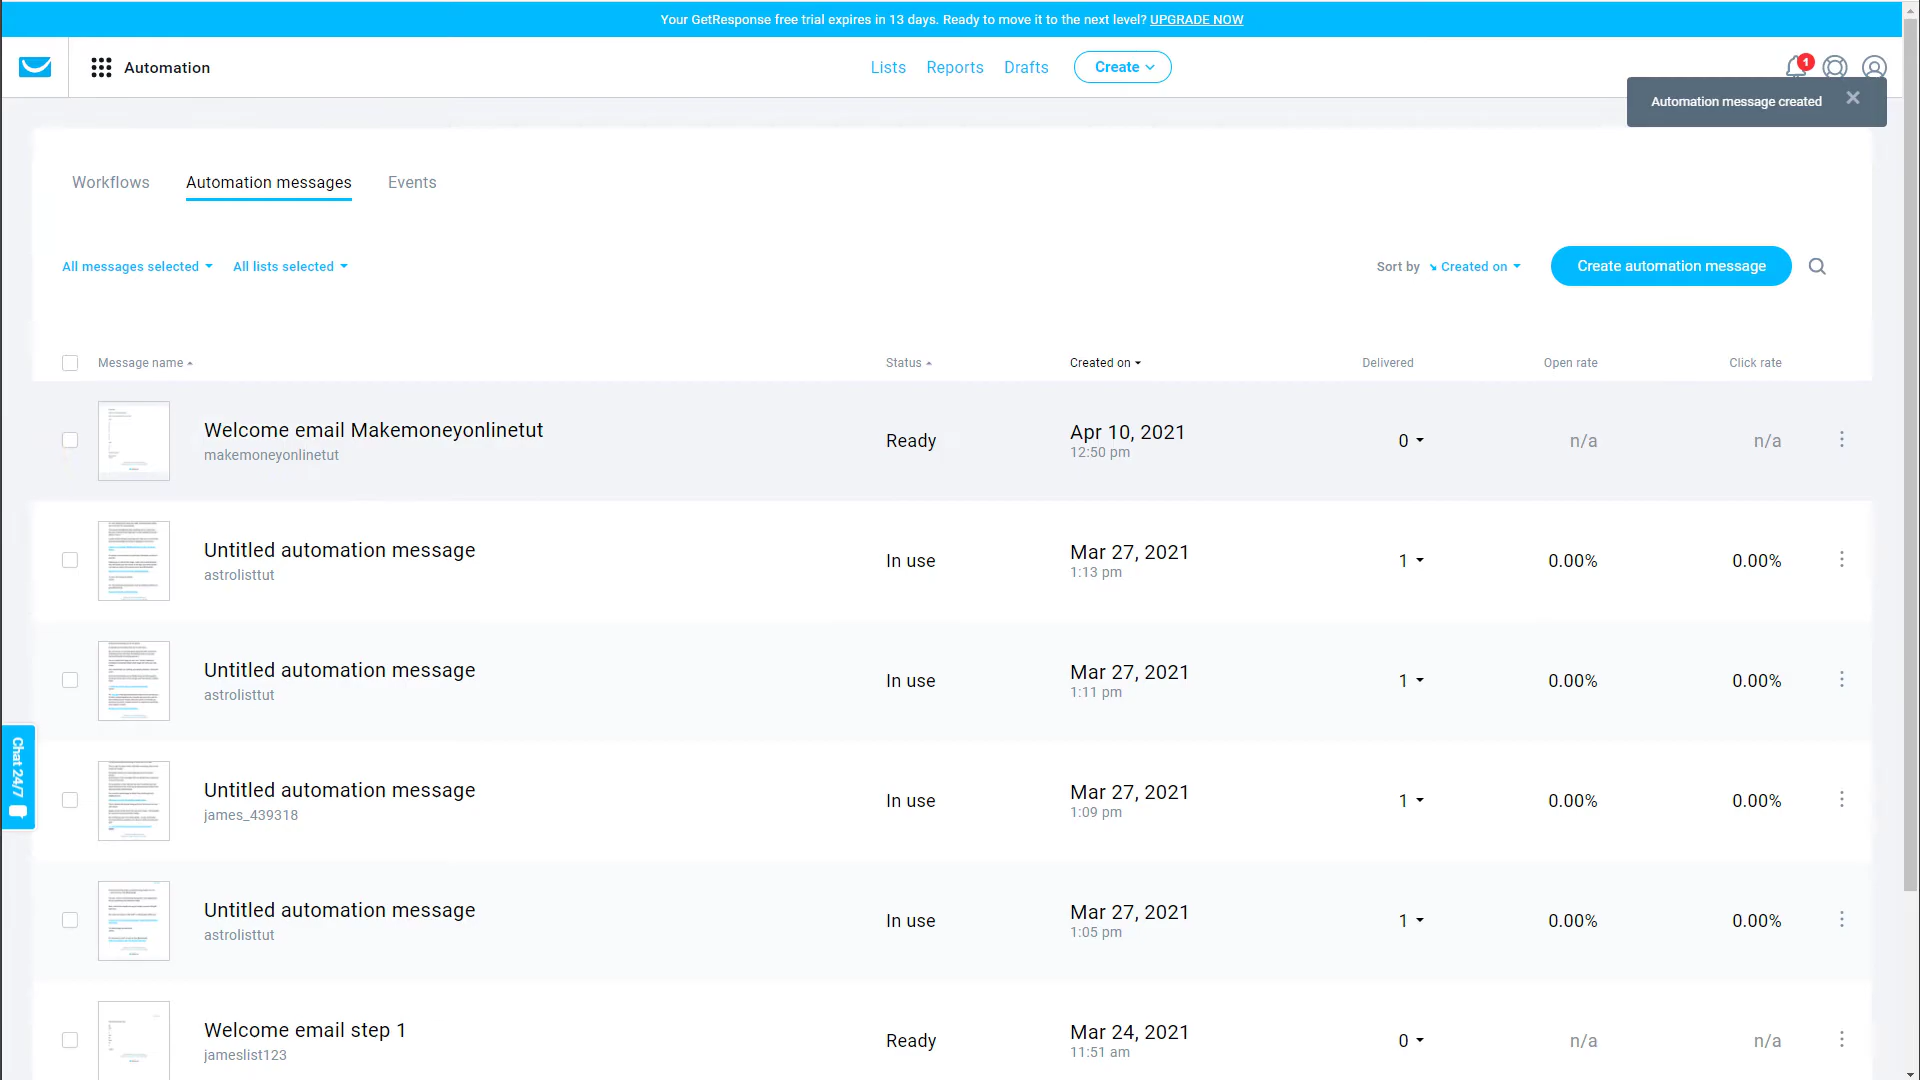 Your GetResponse free trial expires in 13 days. Ready to move it to the next level? UPGRADE NOW
Automation
Lists
Reports
Drafts
Create
1
Automation message created
Workflows
Automation messages
Events
All messages selected
All lists selected
Sort by
Created on
Create automation message
Message name
Status
Created on
Delivered
Open rate
Click rate
Welcome email Makemoneyonlinetut
makemoneyonlinetut
Ready
Apr 10, 2021
12:50 pm
0
n/a
n/a
Untitled automation message
astrolisttut
In use
Mar 27, 2021
1:13 pm
1
0.00%
0.00%
Untitled automation message
astrolisttut
In use
Mar 27, 2021
1:11 pm
1
0.00%
0.00%
Untitled automation message
james_439318
In use
Mar 27, 2021
1:09 pm
1
0.00%
0.00%
Untitled automation message
astrolisttut
In use
Mar 27, 2021
1:05 pm
1
0.00%
0.00%
Welcome email step 1
jameslist123
Ready
Mar 24, 2021
11:51 am
0
n/a
n/a
Chat 24/7